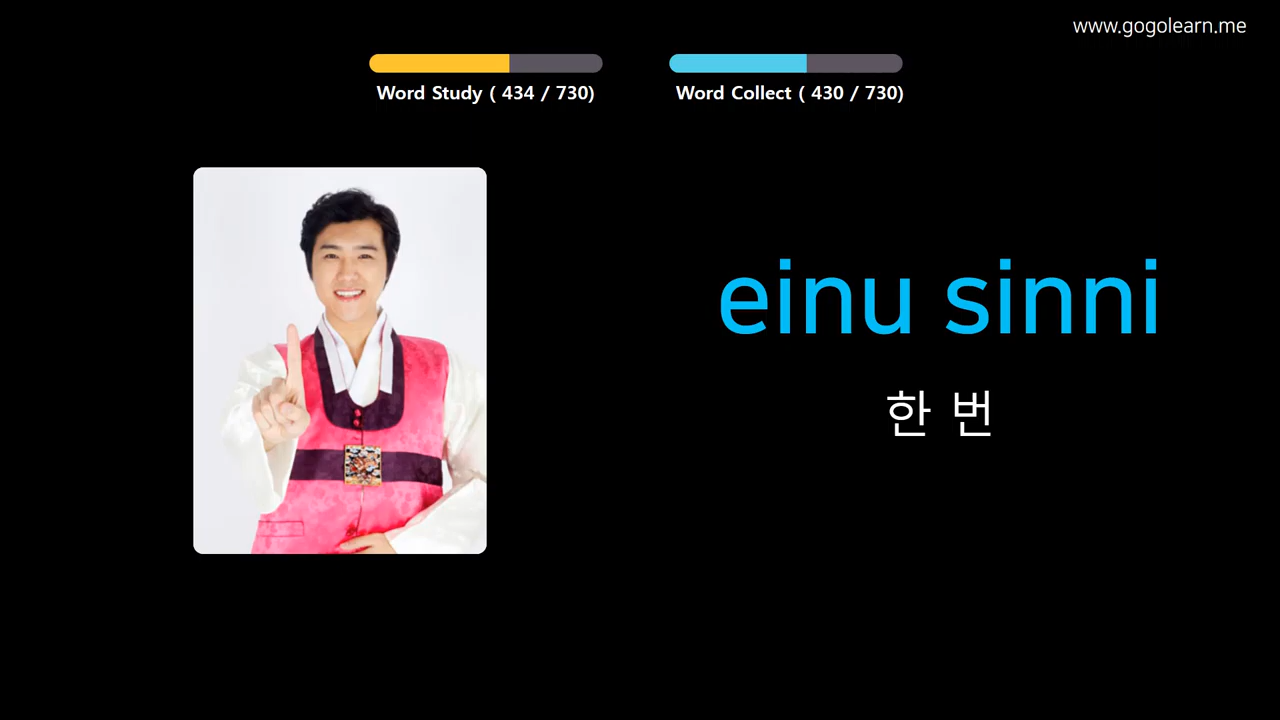 www.gogolearn.me
Word Study ( 434 / 730)
Word Collect ( 430 / 730)
einu sinni
한 번